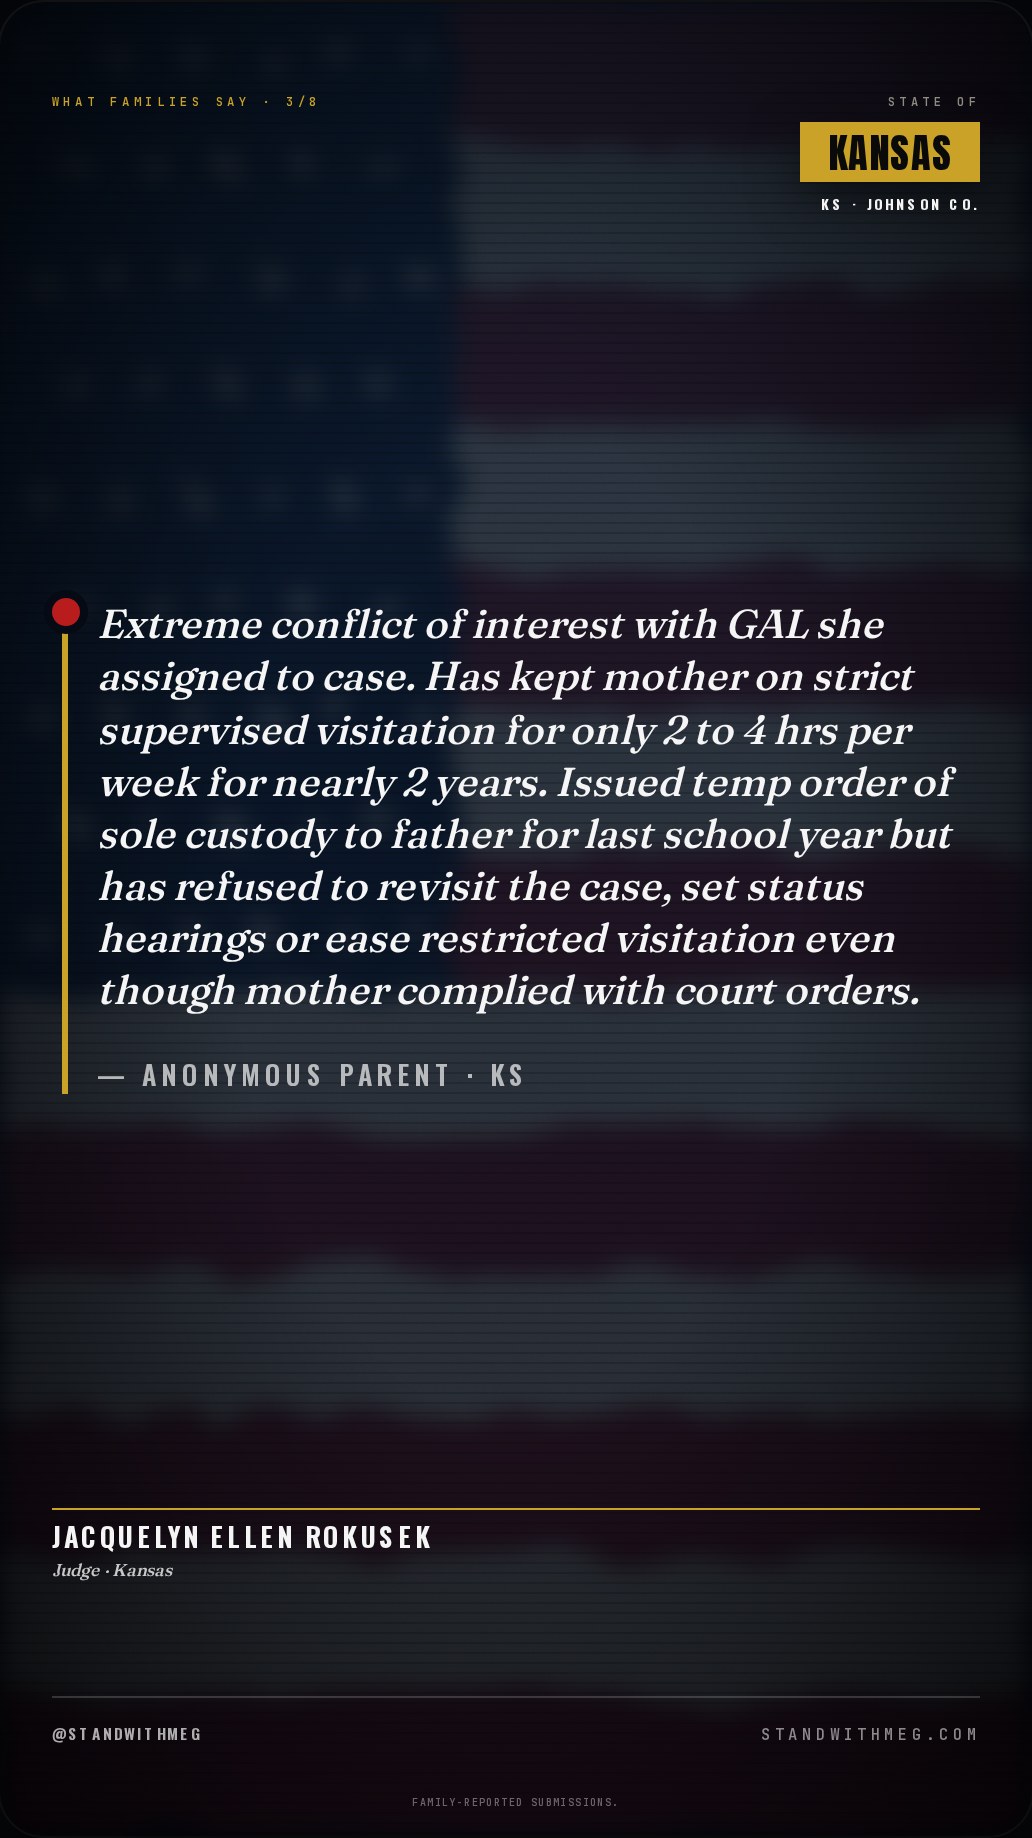 WHAT FAMILIES SAY · 3/8
STATE OF
KANSAS
KS · JOHNSON CO.
Extreme conflict of interest with GAL she
assigned to case. Has kept mother on strict
supervised visitation for only 2 to 4 hrs per
week for nearly 2 years. Issued temp order of
sole custody to father for last school year but
has refused to revisit the case, set status
hearings or ease restricted visitation even
though mother complied with court orders.
— ANONYMOUS PARENT · KS
JACQUELYN ELLEN ROKUSEK
Judge · Kansas
@STANDWITHMEG
STANDWITHMEG.COM
FAMILY-REPORTED SUBMISSIONS.